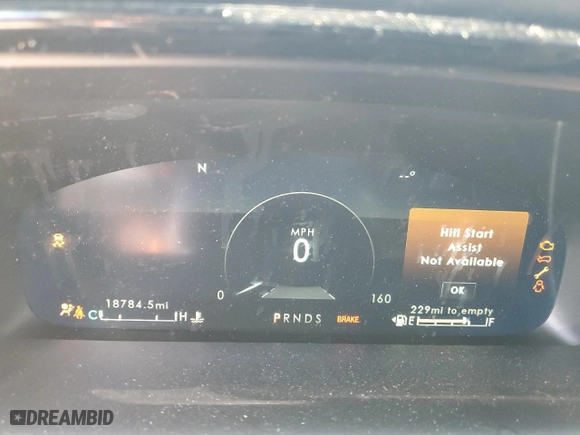 N
--°
MPH
0
0
160
Hill Start
Assist
Not Available
OK
18784.5mi
C
H
PRNDS
BRAKE
229mi to empty
E
F
DREAMBID